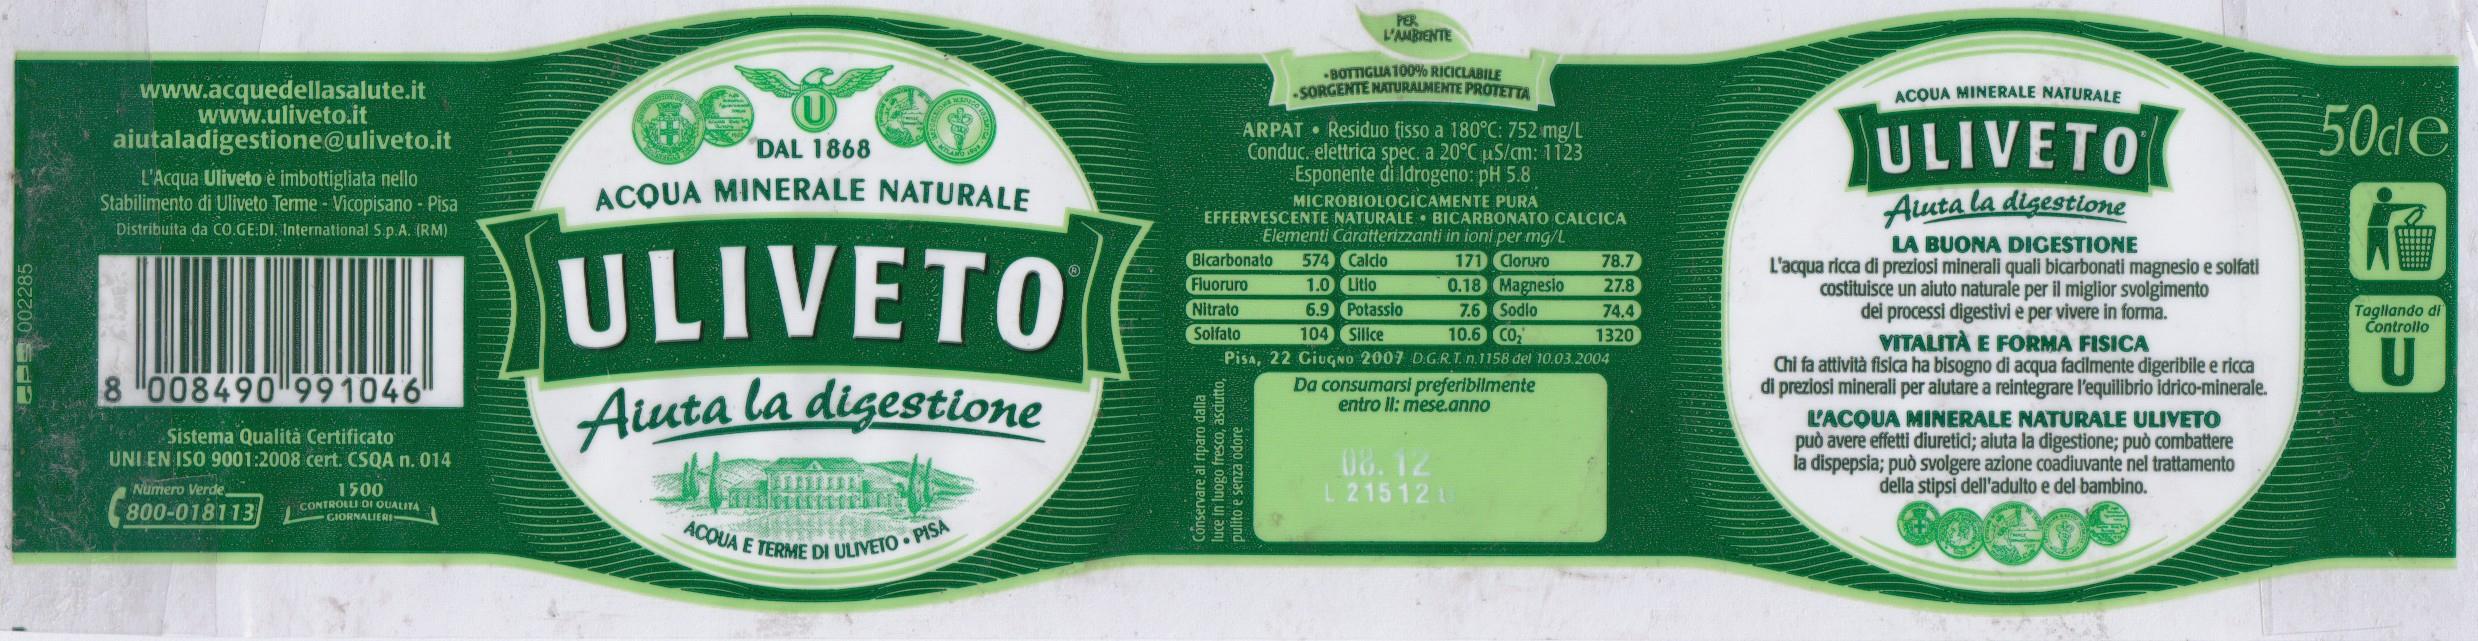 www.acquedellasalute.it
www.uliveto.it
aiutaladigestione@uliveto.it
L'Acqua Uliveto è imbottigliata nello
Stabilimento di Uliveto Terme - Vicopisano - Pisa
Distribuita da CO.GE.DI. International S.p.A. (RM)
002285
8 008490 991046
Sistema Qualità Certificato
UNI EN ISO 9001:2008 cert. CSQA n. 014
Numero Verde
800-018113
1500
CONTROLLI DI QUALITÀ
GIORNALIERI
U
DAL 1868
ACQUA MINERALE NATURALE
ULIVETO®
Aiuta la digestione
ACQUA E TERME DI ULIVETO • PISA
PER
L'AMBIENTE
•BOTTIGLIA 100% RICICLABILE
•SORGENTE NATURALMENTE PROTETTA
ARPAT • Residuo fisso a 180°C: 752 mg/L
Conduc. elettrica spec. a 20°C µS/cm: 1123
Esponente di Idrogeno: pH 5.8
MICROBIOLOGICAMENTE PURA
EFFERVESCENTE NATURALE • BICARBONATO CALCICA
Elementi Caratterizzanti in ioni per mg/L
Bicarbonato 574 Calcio 171 Cloruro 78.7
Fluoruro 1.0 Litio 0.18 Magnesio 27.8
Nitrato 6.9 Potassio 7.6 Sodio 74.4
Solfato 104 Silice 10.6 CO2 1320
Pisa, 22 Giugno 2007 D.G.R.T. n.1158 del 10.03.2004
Conservare al riparo dalla
luce in luogo fresco, asciutto,
pulito e senza odore
Da consumarsi preferibilmente
entro il: mese.anno
08.12
L 21512
ACQUA MINERALE NATURALE
ULIVETO®
Aiuta la digestione
LA BUONA DIGESTIONE
L'acqua ricca di preziosi minerali quali bicarbonati magnesio e solfati
costituisce un aiuto naturale per il miglior svolgimento
dei processi digestivi e per vivere in forma.
VITALITÀ E FORMA FISICA
Chi fa attività fisica ha bisogno di acqua facilmente digeribile e ricca
di preziosi minerali per aiutare a reintegrare l'equilibrio idrico-minerale.
L'ACQUA MINERALE NATURALE ULIVETO
può avere effetti diuretici; aiuta la digestione; può combattere
la dispepsia; può svolgere azione coadiuvante nel trattamento
della stipsi dell'adulto e del bambino.
50cl e
Tagliando di
Controllo
U